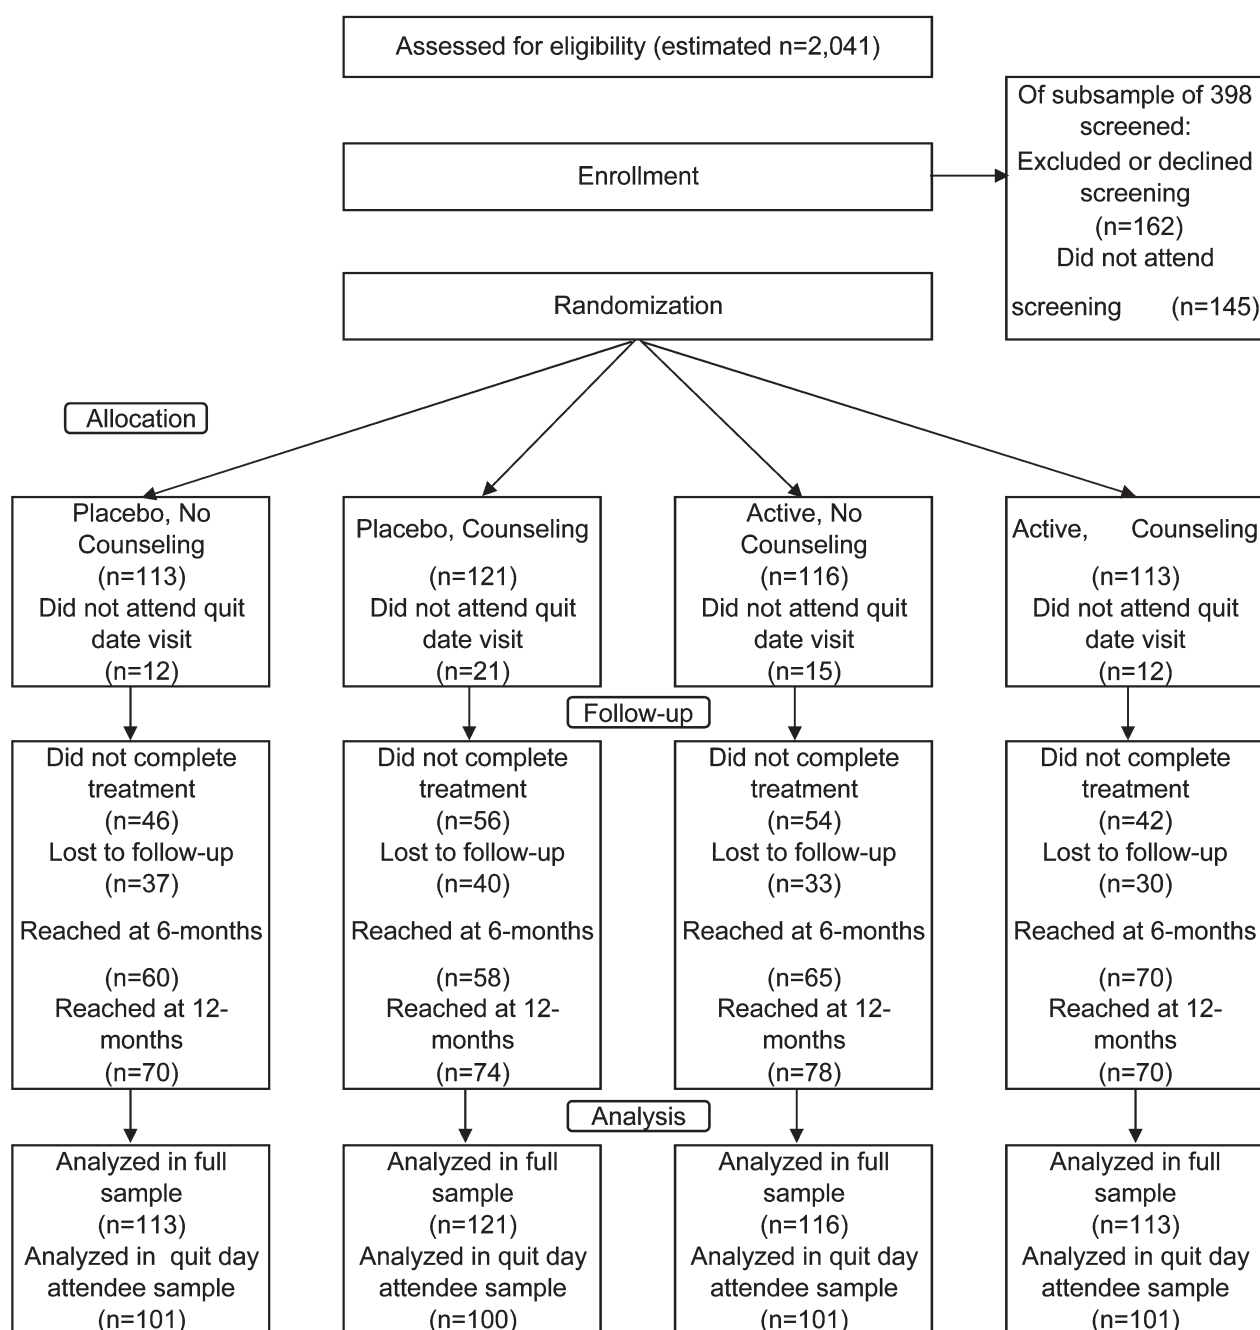 Assessed for eligibility (estimated n=2,041)
Of subsample of 398
screened:
Excluded or declined
screening
(n=162)
Did not attend
screening (n=145)
Enrollment
Randomization
Allocation
Placebo, No
Counseling
(n=113)
Did not attend quit
date visit
(n=12)
Placebo, Counseling
(n=121)
Did not attend quit
date visit
(n=21)
Active, No
Counseling
(n=116)
Did not attend quit
date visit
(n=15)
Active, Counseling
(n=113)
Did not attend quit
date visit
(n=12)
Follow-up
Did not complete
treatment
(n=46)
Lost to follow-up
(n=37)
Reached at 6-months
(n=60)
Reached at 12-
months
(n=70)
Did not complete
treatment
(n=56)
Lost to follow-up
(n=40)
Reached at 6-months
(n=58)
Reached at 12-
months
(n=74)
Did not complete
treatment
(n=54)
Lost to follow-up
(n=33)
Reached at 6-months
(n=65)
Reached at 12-
months
(n=78)
Did not complete
treatment
(n=42)
Lost to follow-up
(n=30)
Reached at 6-months
(n=70)
Reached at 12-
months
(n=70)
Analysis
Analyzed in full
sample
(n=113)
Analyzed in quit day
attendee sample
(n=101)
Analyzed in full
sample
(n=121)
Analyzed in quit day
attendee sample
(n=100)
Analyzed in full
sample
(n=116)
Analyzed in quit day
attendee sample
(n=101)
Analyzed in full
sample
(n=113)
Analyzed in quit day
attendee sample
(n=101)